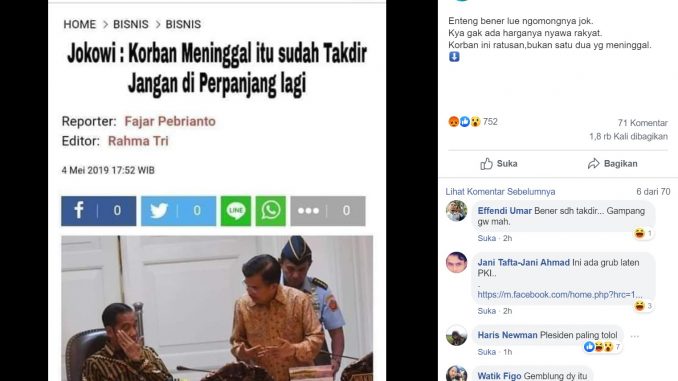 HOME > BISNIS > BISNIS
Jokowi : Korban Meninggal itu sudah Takdir
Jangan di Perpanjang lagi
Reporter: Fajar Pebrianto
Editor: Rahma Tri
4 Mei 2019 17:52 WIB
f 0
0
LINE
0
Enteng bener lue ngomongnya jok.
Kya gak ada harganya nyawa rakyat.
Korban ini ratusan,bukan satu dua yg meninggal.
752
71 Komentar
1,8 rb Kali dibagikan
Suka
Bagikan
Lihat Komentar Sebelumnya
6 dari 70
Effendi Umar Bener sdh takdir... Gampang
gw mah.
1
Suka · 2h
Jani Tafta-Jani Ahmad Ini ada grub laten
PKI..
.
https://m.facebook.com/home.php?hrc=1...
3
Suka · 2h
Haris Newman Plesiden paling tolol
7
Suka · 1h
Watik Figo Gemblung dy itu